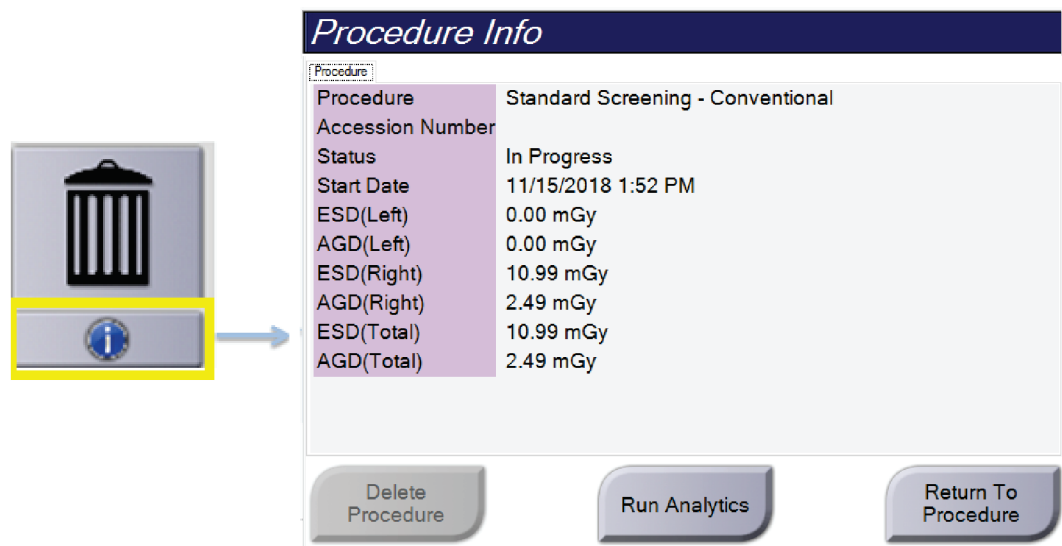 Procedure Info
Procedure
Procedure Standard Screening - Conventional
Accession Number
Status In Progress
Start Date 11/15/2018 1:52 PM
ESD(Left) 0.00 mGy
AGD(Left) 0.00 mGy
ESD(Right) 10.99 mGy
AGD(Right) 2.49 mGy
ESD(Total) 10.99 mGy
AGD(Total) 2.49 mGy
Delete
Procedure
Run Analytics
Return To
Procedure